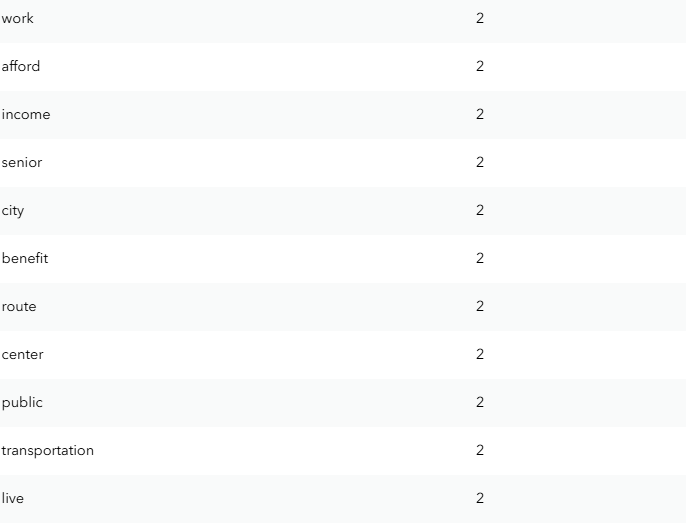 work 2
afford 2
income 2
senior 2
city 2
benefit 2
route 2
center 2
public 2
transportation 2
live 2